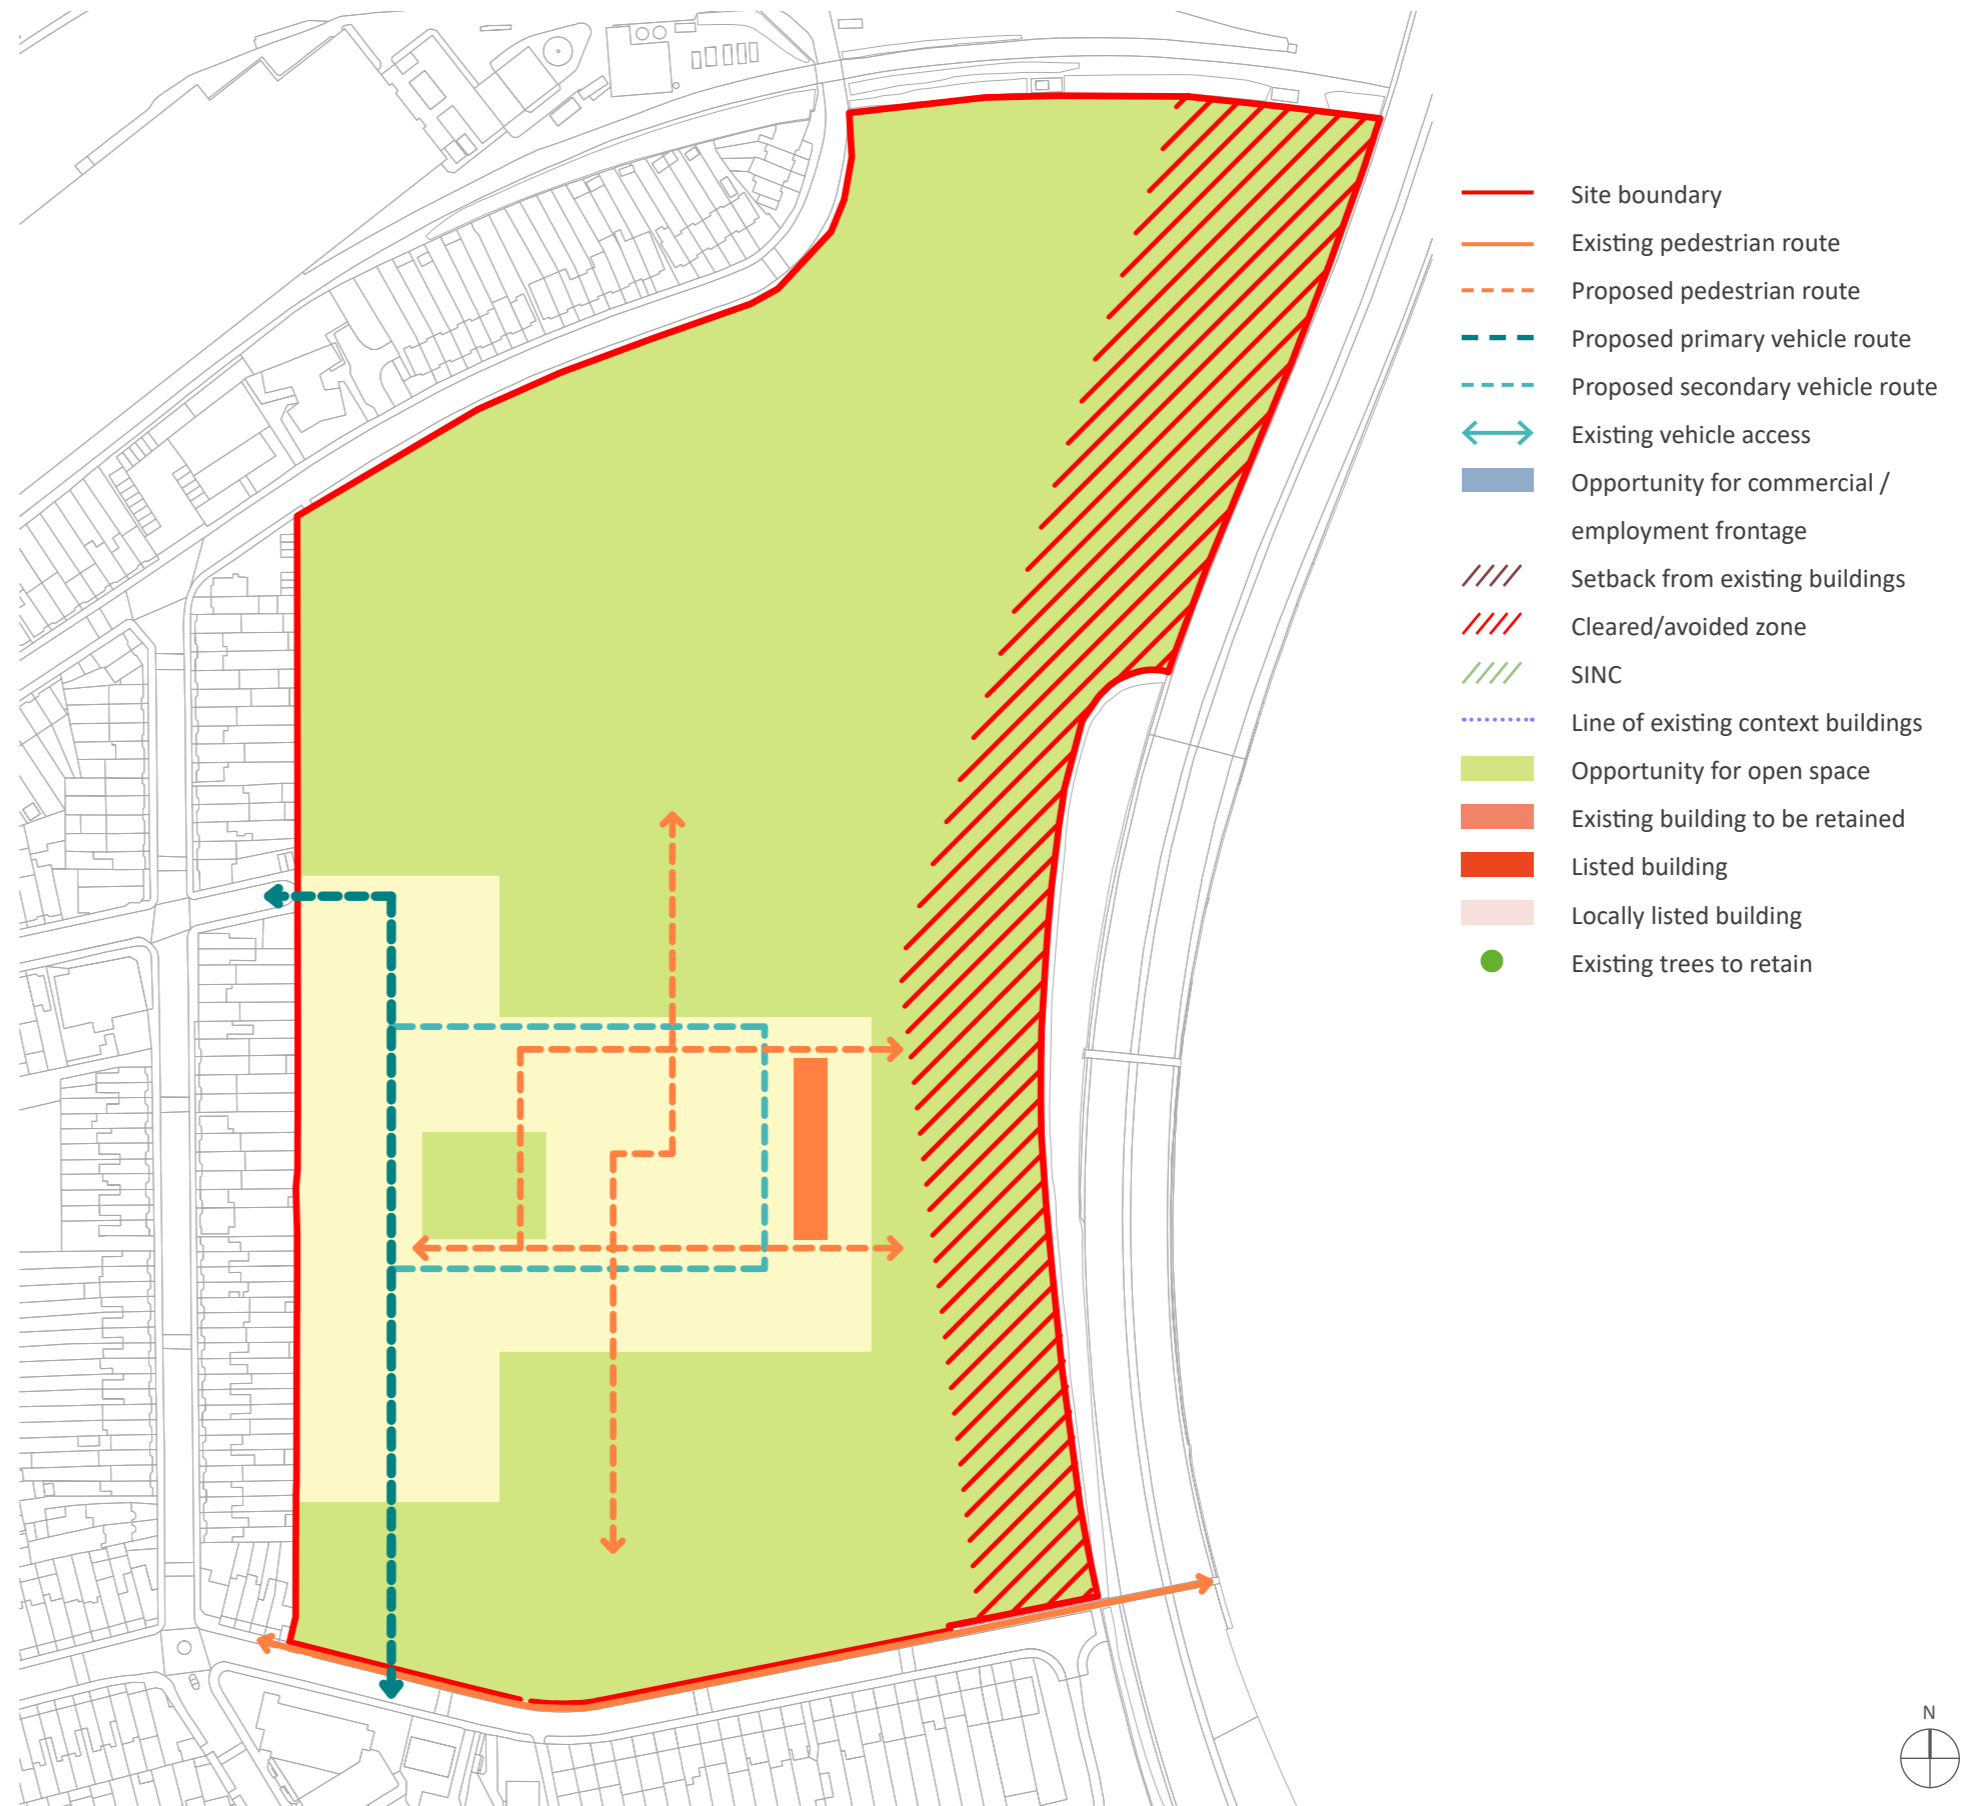 Site boundary
Existing pedestrian route
Proposed pedestrian route
Proposed primary vehicle route
Proposed secondary vehicle route
Existing vehicle access
Opportunity for commercial /
employment frontage
Setback from existing buildings
Cleared/avoided zone
SINC
Line of existing context buildings
Opportunity for open space
Existing building to be retained
Listed building
Locally listed building
Existing trees to retain
N